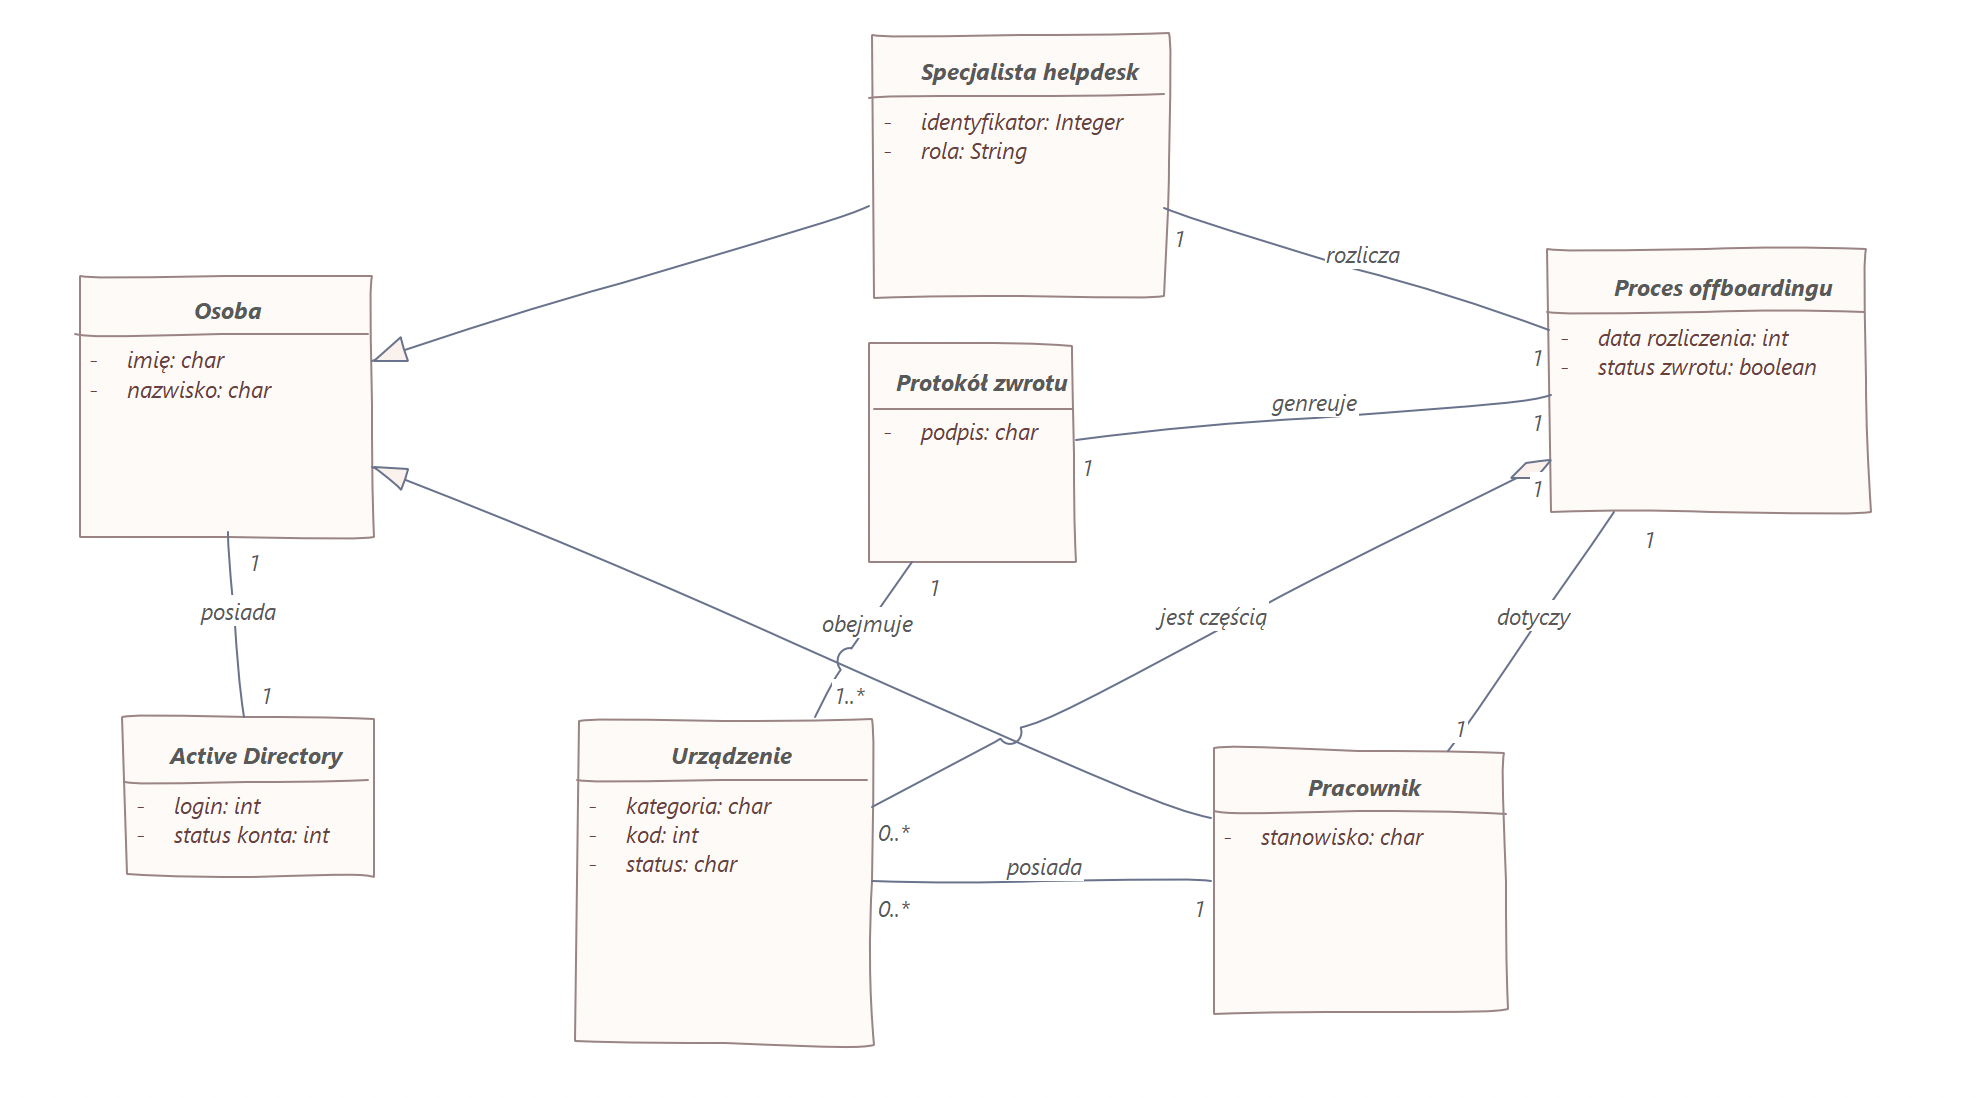 Specjalista helpdesk
- identyfikator: Integer
- rola: String
1
rozlicza
1
Proces offboardingu
- data rozliczenia: int
- status zwrotu: boolean
Osoba
- imię: char
- nazwisko: char
Protokół zwrotu
- podpis: char
1
genreuje
1
1
jest częścią
0..*
1
dotyczy
1
1
posiada
1
1
obejmuje
1..*
Active Directory
- login: int
- status konta: int
Urządzenie
- kategoria: char
- kod: int
- status: char
0..*
posiada
1
Pracownik
- stanowisko: char